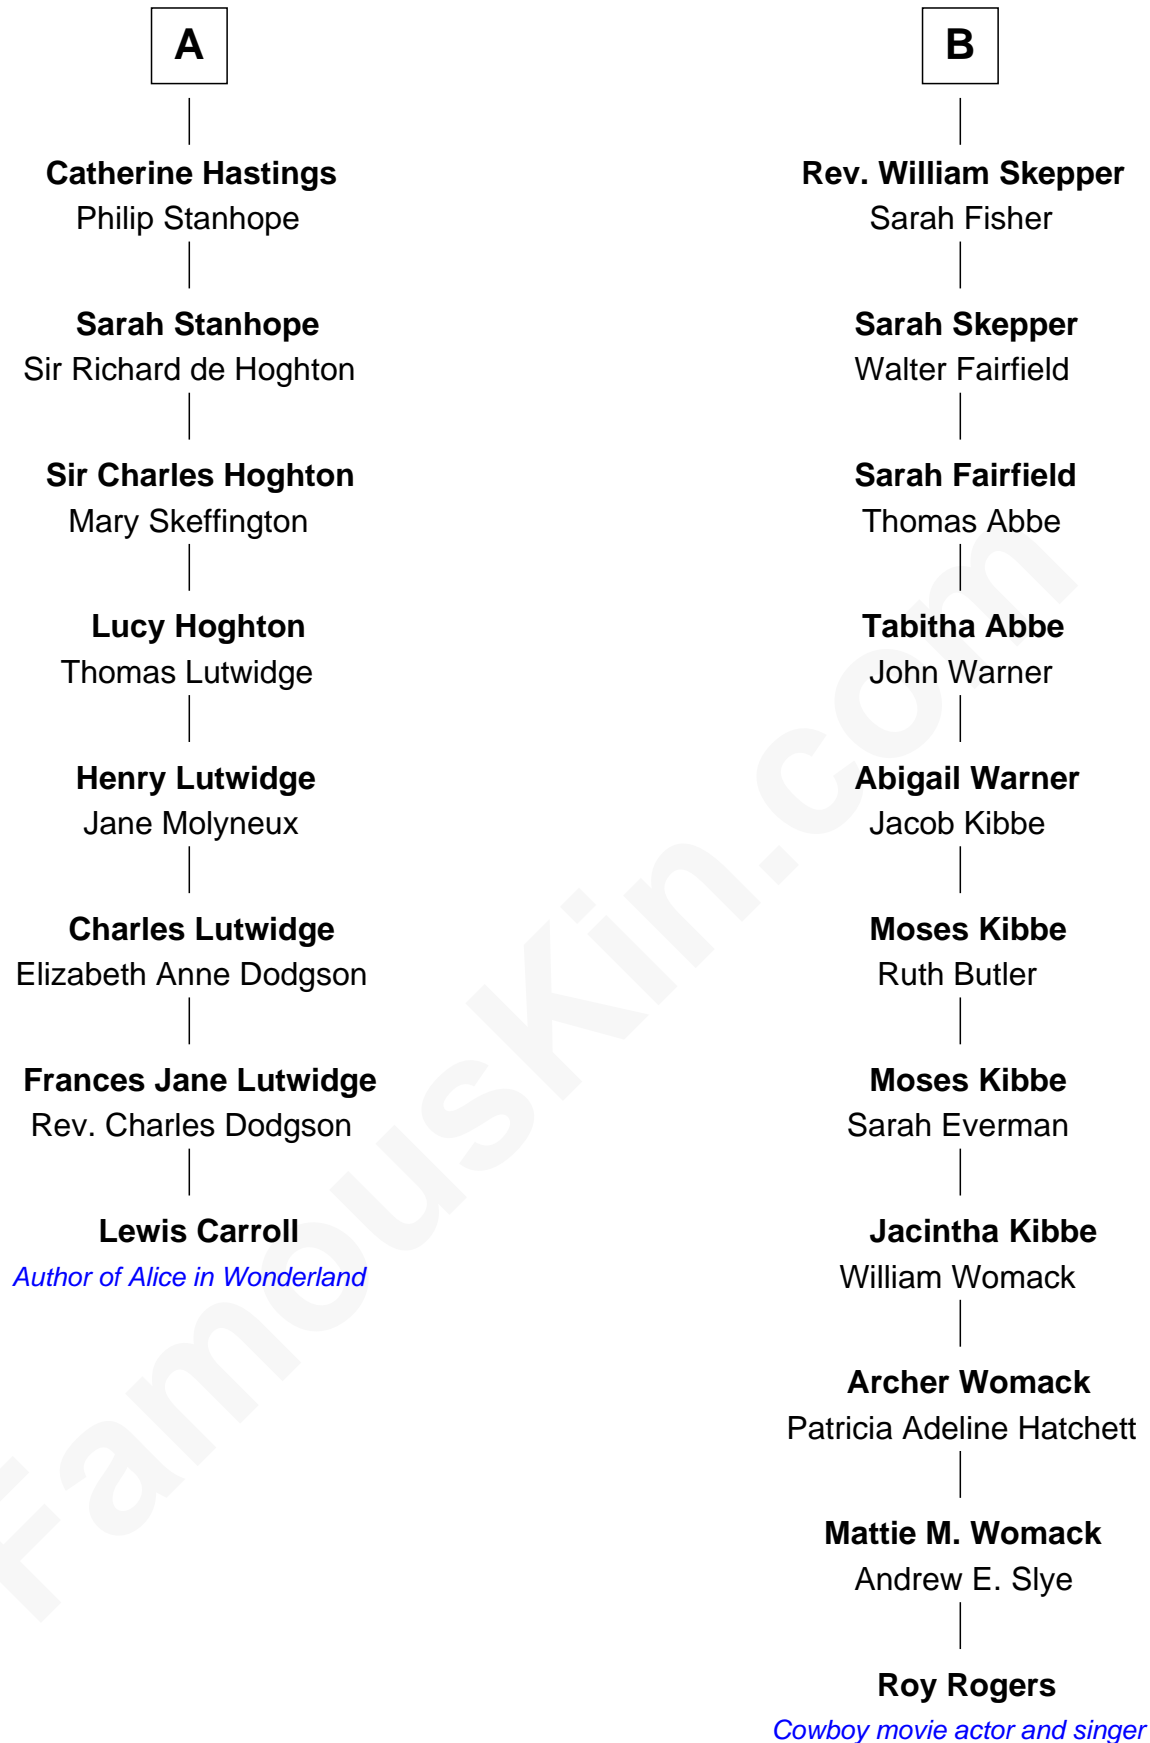 A
Catherine Hastings
Philip Stanhope
Sarah Stanhope
Sir Richard de Hoghton
Sir Charles Hoghton
Mary Skeffington
Lucy Hoghton
Thomas Lutwidge
Henry Lutwidge
Jane Molyneux
Charles Lutwidge
Elizabeth Anne Dodgson
Frances Jane Lutwidge
Rev. Charles Dodgson
Lewis Carroll
Author of Alice in Wonderland
B
Rev. William Skepper
Sarah Fisher
Sarah Skepper
Walter Fairfield
Sarah Fairfield
Thomas Abbe
Tabitha Abbe
John Warner
Abigail Warner
Jacob Kibbe
Moses Kibbe
Ruth Butler
Moses Kibbe
Sarah Everman
Jacintha Kibbe
William Womack
Archer Womack
Patricia Adeline Hatchett
Mattie M. Womack
Andrew E. Slye
Roy Rogers
Cowboy movie actor and singer
FamousKin.com